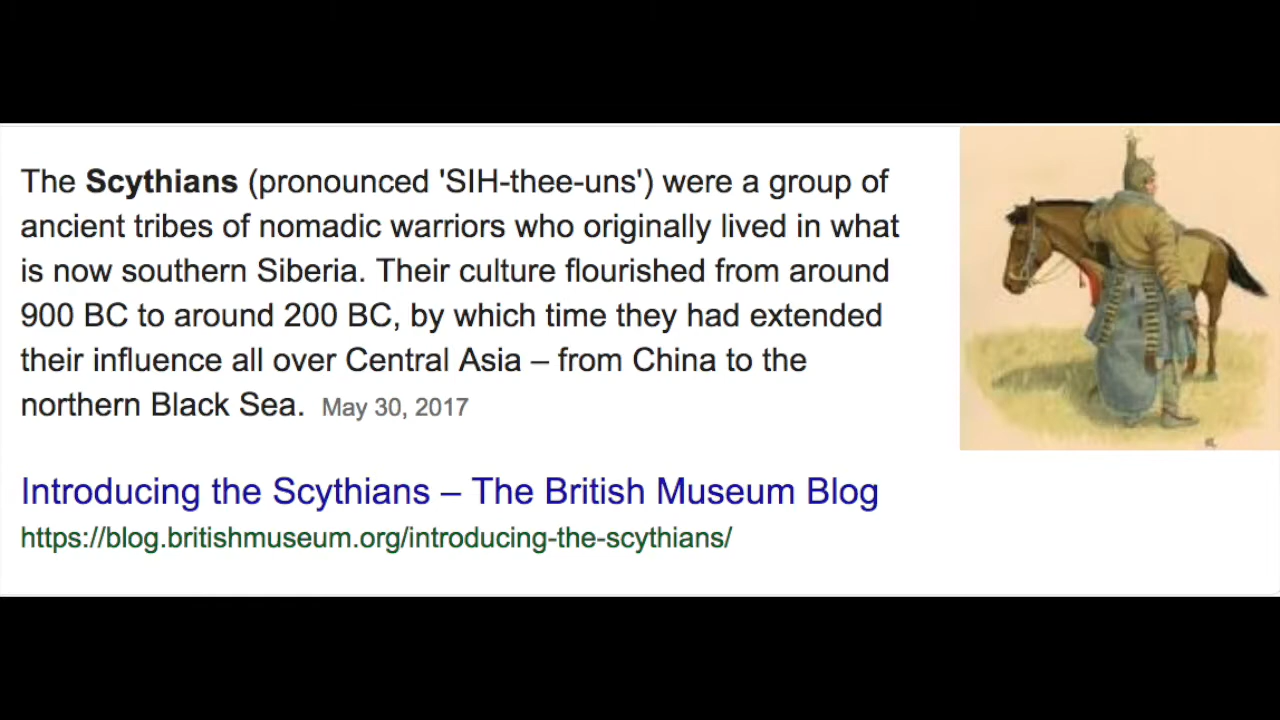 The Scythians (pronounced 'SIH-thee-uns') were a group of
ancient tribes of nomadic warriors who originally lived in what
is now southern Siberia. Their culture flourished from around
900 BC to around 200 BC, by which time they had extended
their influence all over Central Asia – from China to the
northern Black Sea. May 30, 2017
Introducing the Scythians – The British Museum Blog
https://blog.britishmuseum.org/introducing-the-scythians/